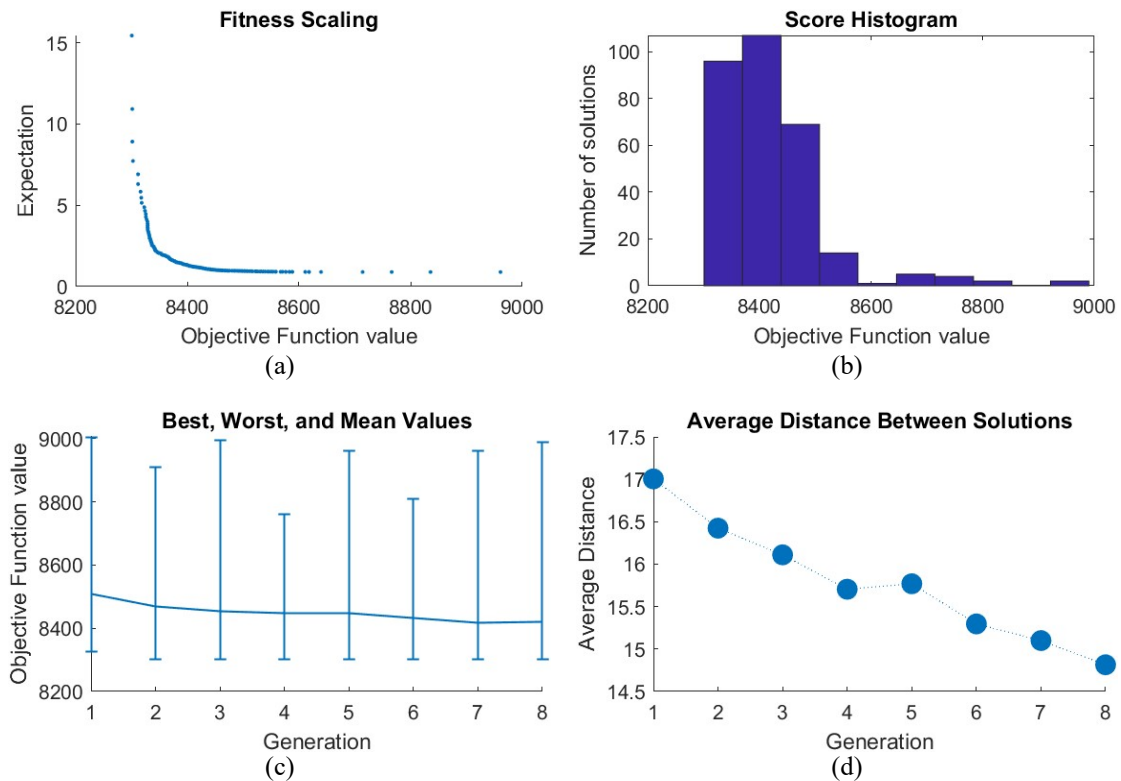 Fitness Scaling
Expectation
15
10
5
0
8200 8400 8600 8800 9000
Objective Function value
(a)
Score Histogram
Number of solutions
100
80
60
40
20
0
8200 8400 8600 8800 9000
Objective Function value
(b)
Best, Worst, and Mean Values
Objective Function value
9000
8800
8600
8400
8200
1 2 3 4 5 6 7 8
Generation
(c)
Average Distance Between Solutions
Average Distance
17.5
17
16.5
16
15.5
15
14.5
1 2 3 4 5 6 7 8
Generation
(d)